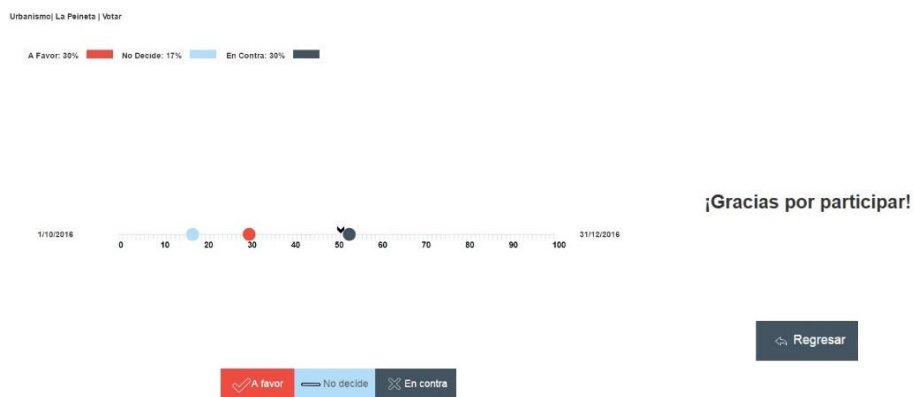 Urbanismo| La Peineta | Votar
A Favor: 30% No Decide: 17% En Contra: 30%
¡Gracias por participar!
1/10/2016 31/12/2016
0 10 20 30 40 50 60 70 80 90 100
Regresar
A favor No decide En contra